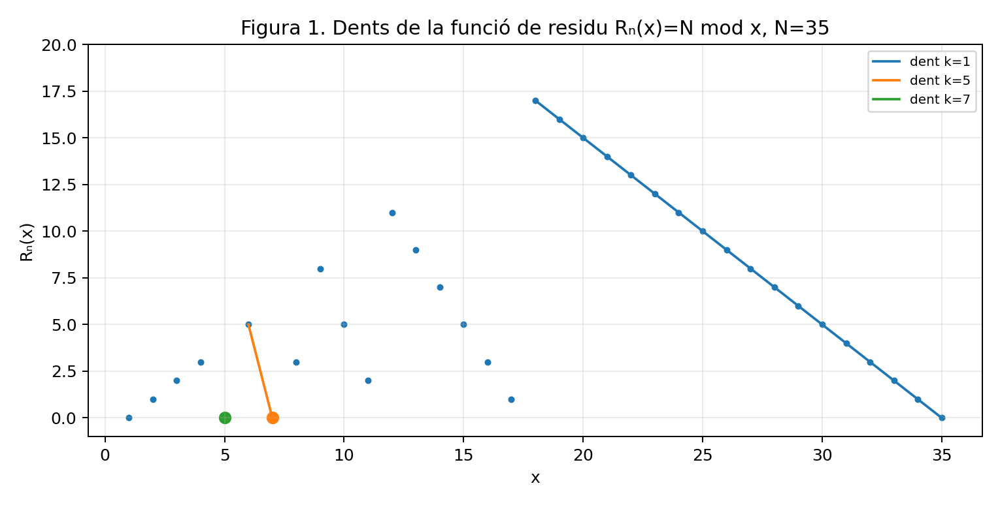 Figura 1. Dents de la funció de residu Rₙ(x)=N mod x, N=35
20.0
17.5
15.0
12.5
10.0
7.5
5.0
2.5
0.0
Rₙ(x)
dent k=1
dent k=5
dent k=7
0 5 10 15 20 25 30 35
x